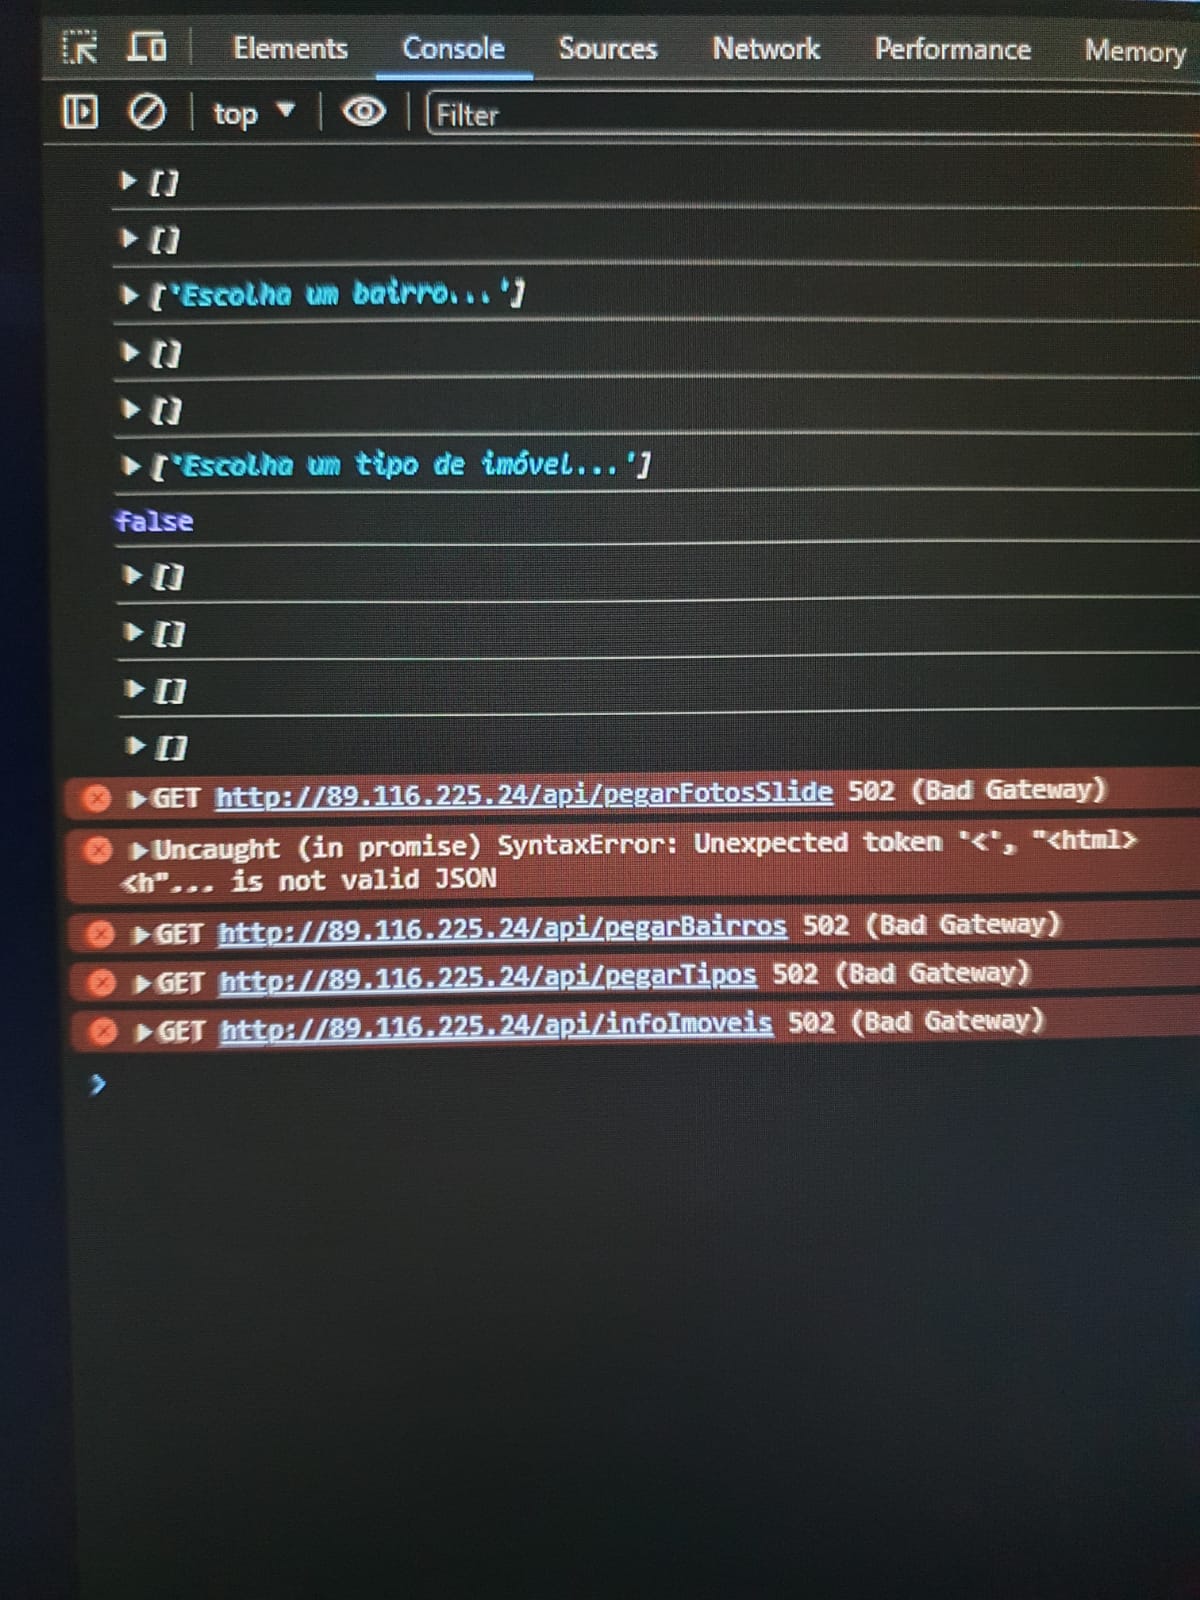 Elements Console Sources Network Performance Memory
top Filter
[]
[]
['Escolha um bairro...']
[]
[]
['Escolha um tipo de imóvel...']
false
[]
[]
[]
[]
GET http://89.116.225.24/api/pegarFotosSlide 502 (Bad Gateway)
Uncaught (in promise) SyntaxError: Unexpected token '<', "<html>
<h"... is not valid JSON
GET http://89.116.225.24/api/pegarBairros 502 (Bad Gateway)
GET http://89.116.225.24/api/pegarTipos 502 (Bad Gateway)
GET http://89.116.225.24/api/infoImoveis 502 (Bad Gateway)